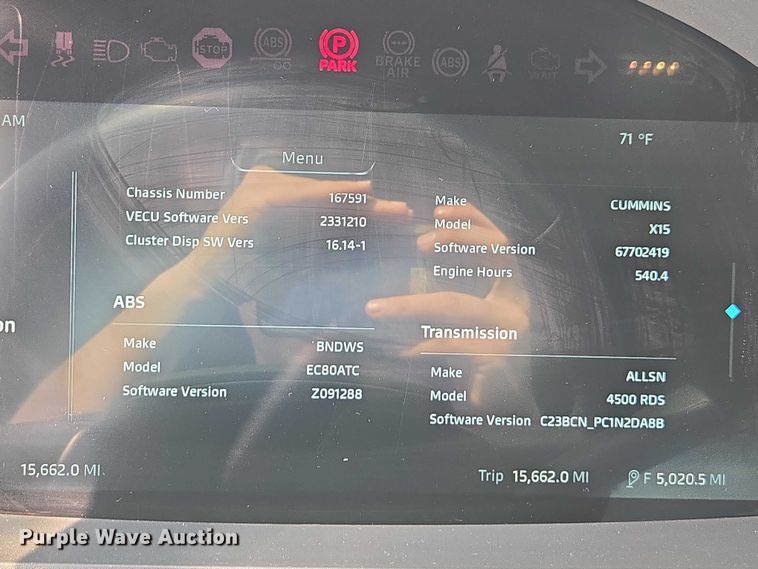 ABS
STOP
ABS
P
PARK
BRAKE
AIR
ABS
WAIT
AM
71 °F
Menu
Chassis Number 167591
VECU Software Vers 2331210
Cluster Disp SW Vers 16.14-1
Make CUMMINS
Model X15
Software Version 67702419
Engine Hours 540.4
on
ABS
Make BNDWS
Model EC80ATC
Software Version Z091288
Transmission
Make ALLSN
Model 4500 RDS
Software Version C23BCN_PC1N2DA8B
15,662.0 MI
Trip 15,662.0 MI
F 5,020.5 MI
Purple Wave Auction